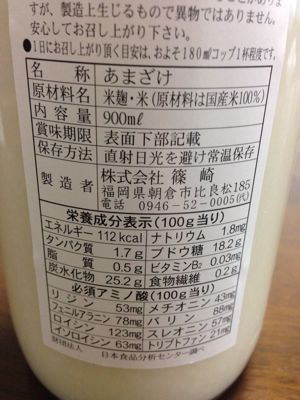 すが、製造上生じるもので異物ではありません。
安心してお召し上がり下さい。
●1日にお召し上がり頂く目安は、およそ180mℓコップ1杯程度です。
名称 あまざけ
原材料名 米麹・米(原材料は国産米100%)
内容量 900mℓ
賞味期限 表面下部記載
保存方法 直射日光を避け常温保存
製造者 株式会社 篠崎
福岡県朝倉市比良松185
電話 0946-52-0005(代)
栄養成分表示(100g当り)
エネルギー 112kcal ナトリウム 1.8mg
タンパク質 1.7g ブドウ糖 18.2g
脂質 0.5g ビタミンB2 0.03mg
炭水化物 25.2g 食物繊維 0.2g
必須アミノ酸(100g当り)
リジン 53mg メチオニン 43mg
フェニルアラニン 78mg バリン 88mg
ロイシン 123mg スレオニン 57mg
イソロイシン 63mg トリプトファン 21mg
財団法人 日本食品分析センター調べ